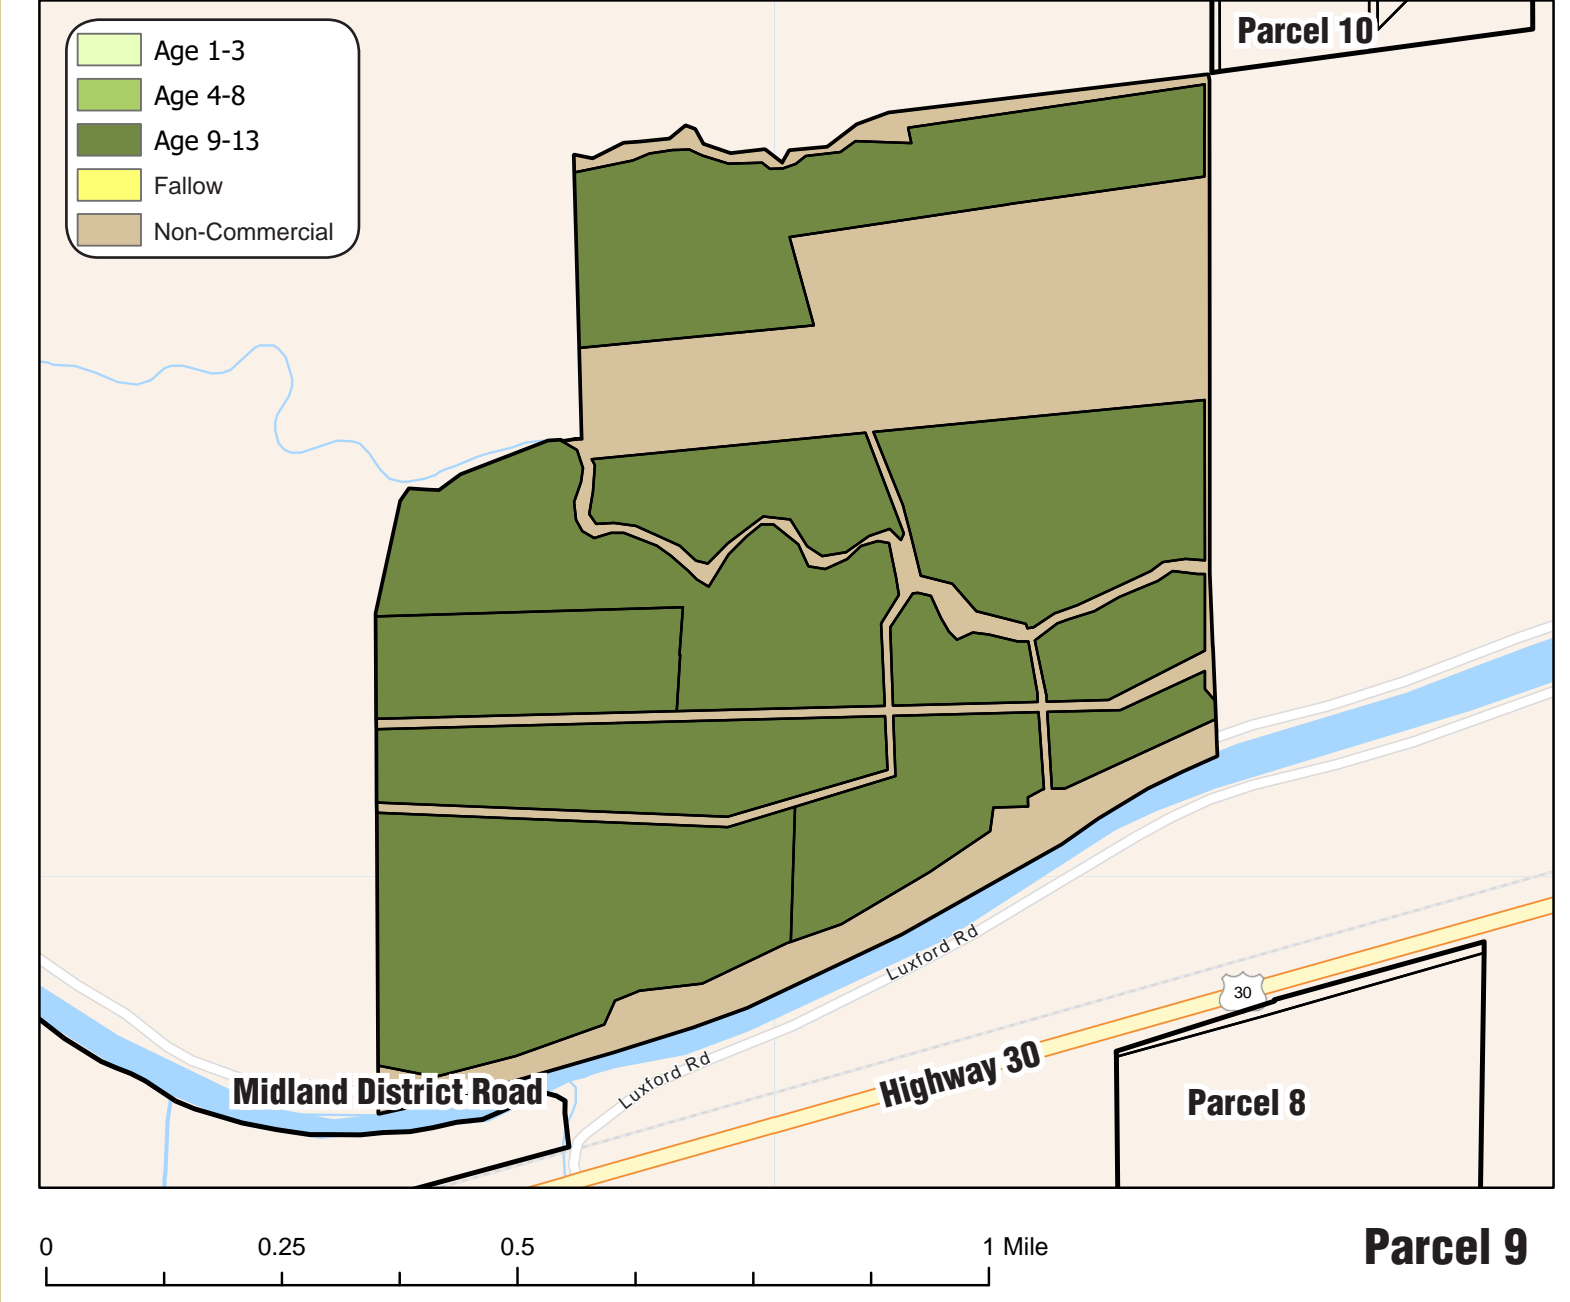 Age 1-3
Age 4-8
Age 9-13
Fallow
Non-Commercial
Parcel 10
Luxford Rd
30
Highway 30
Luxford Rd
Midland District Road
Parcel 8
0 0.25 0.5 1 Mile
Parcel 9